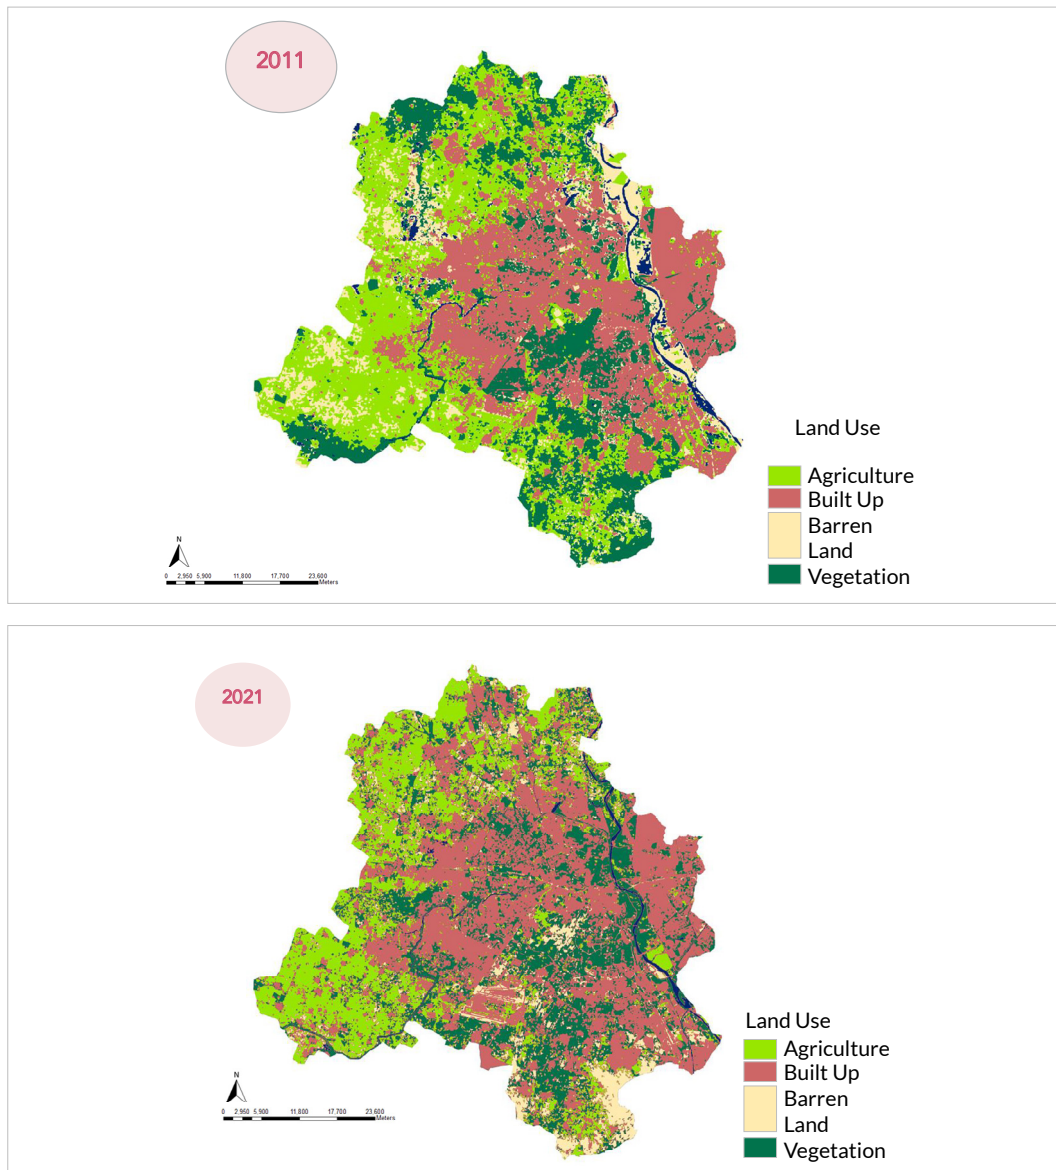 2011
Land Use
Agriculture
Built Up
Barren
Land
Vegetation
N
0 2,950 5,900 11,800 17,700 23,600
Meters
2021
Land Use
Agriculture
Built Up
Barren
Land
Vegetation
N
0 2,950 5,900 11,800 17,700 23,600
Meters